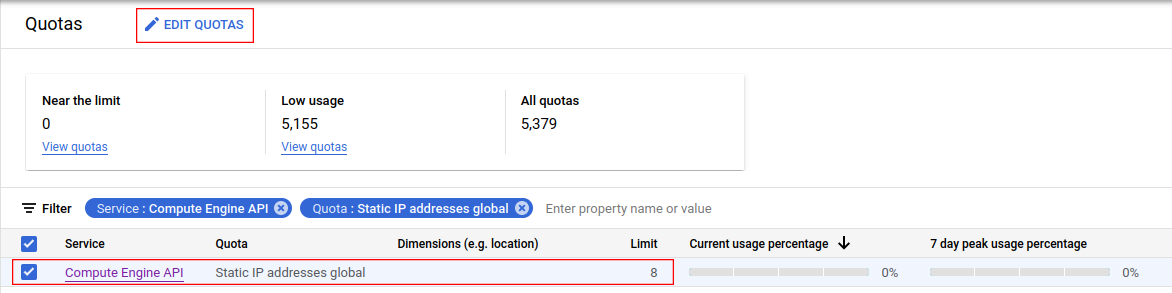 Quotas EDIT QUOTAS
Near the limit Low usage All quotas
0 5,155 5,379
View quotas View quotas
Filter Service : Compute Engine API Quota : Static IP addresses global Enter property name or value
Service Quota Dimensions (e.g. location) Limit Current usage percentage 7 day peak usage percentage
Compute Engine API Static IP addresses global 8 0% 0%